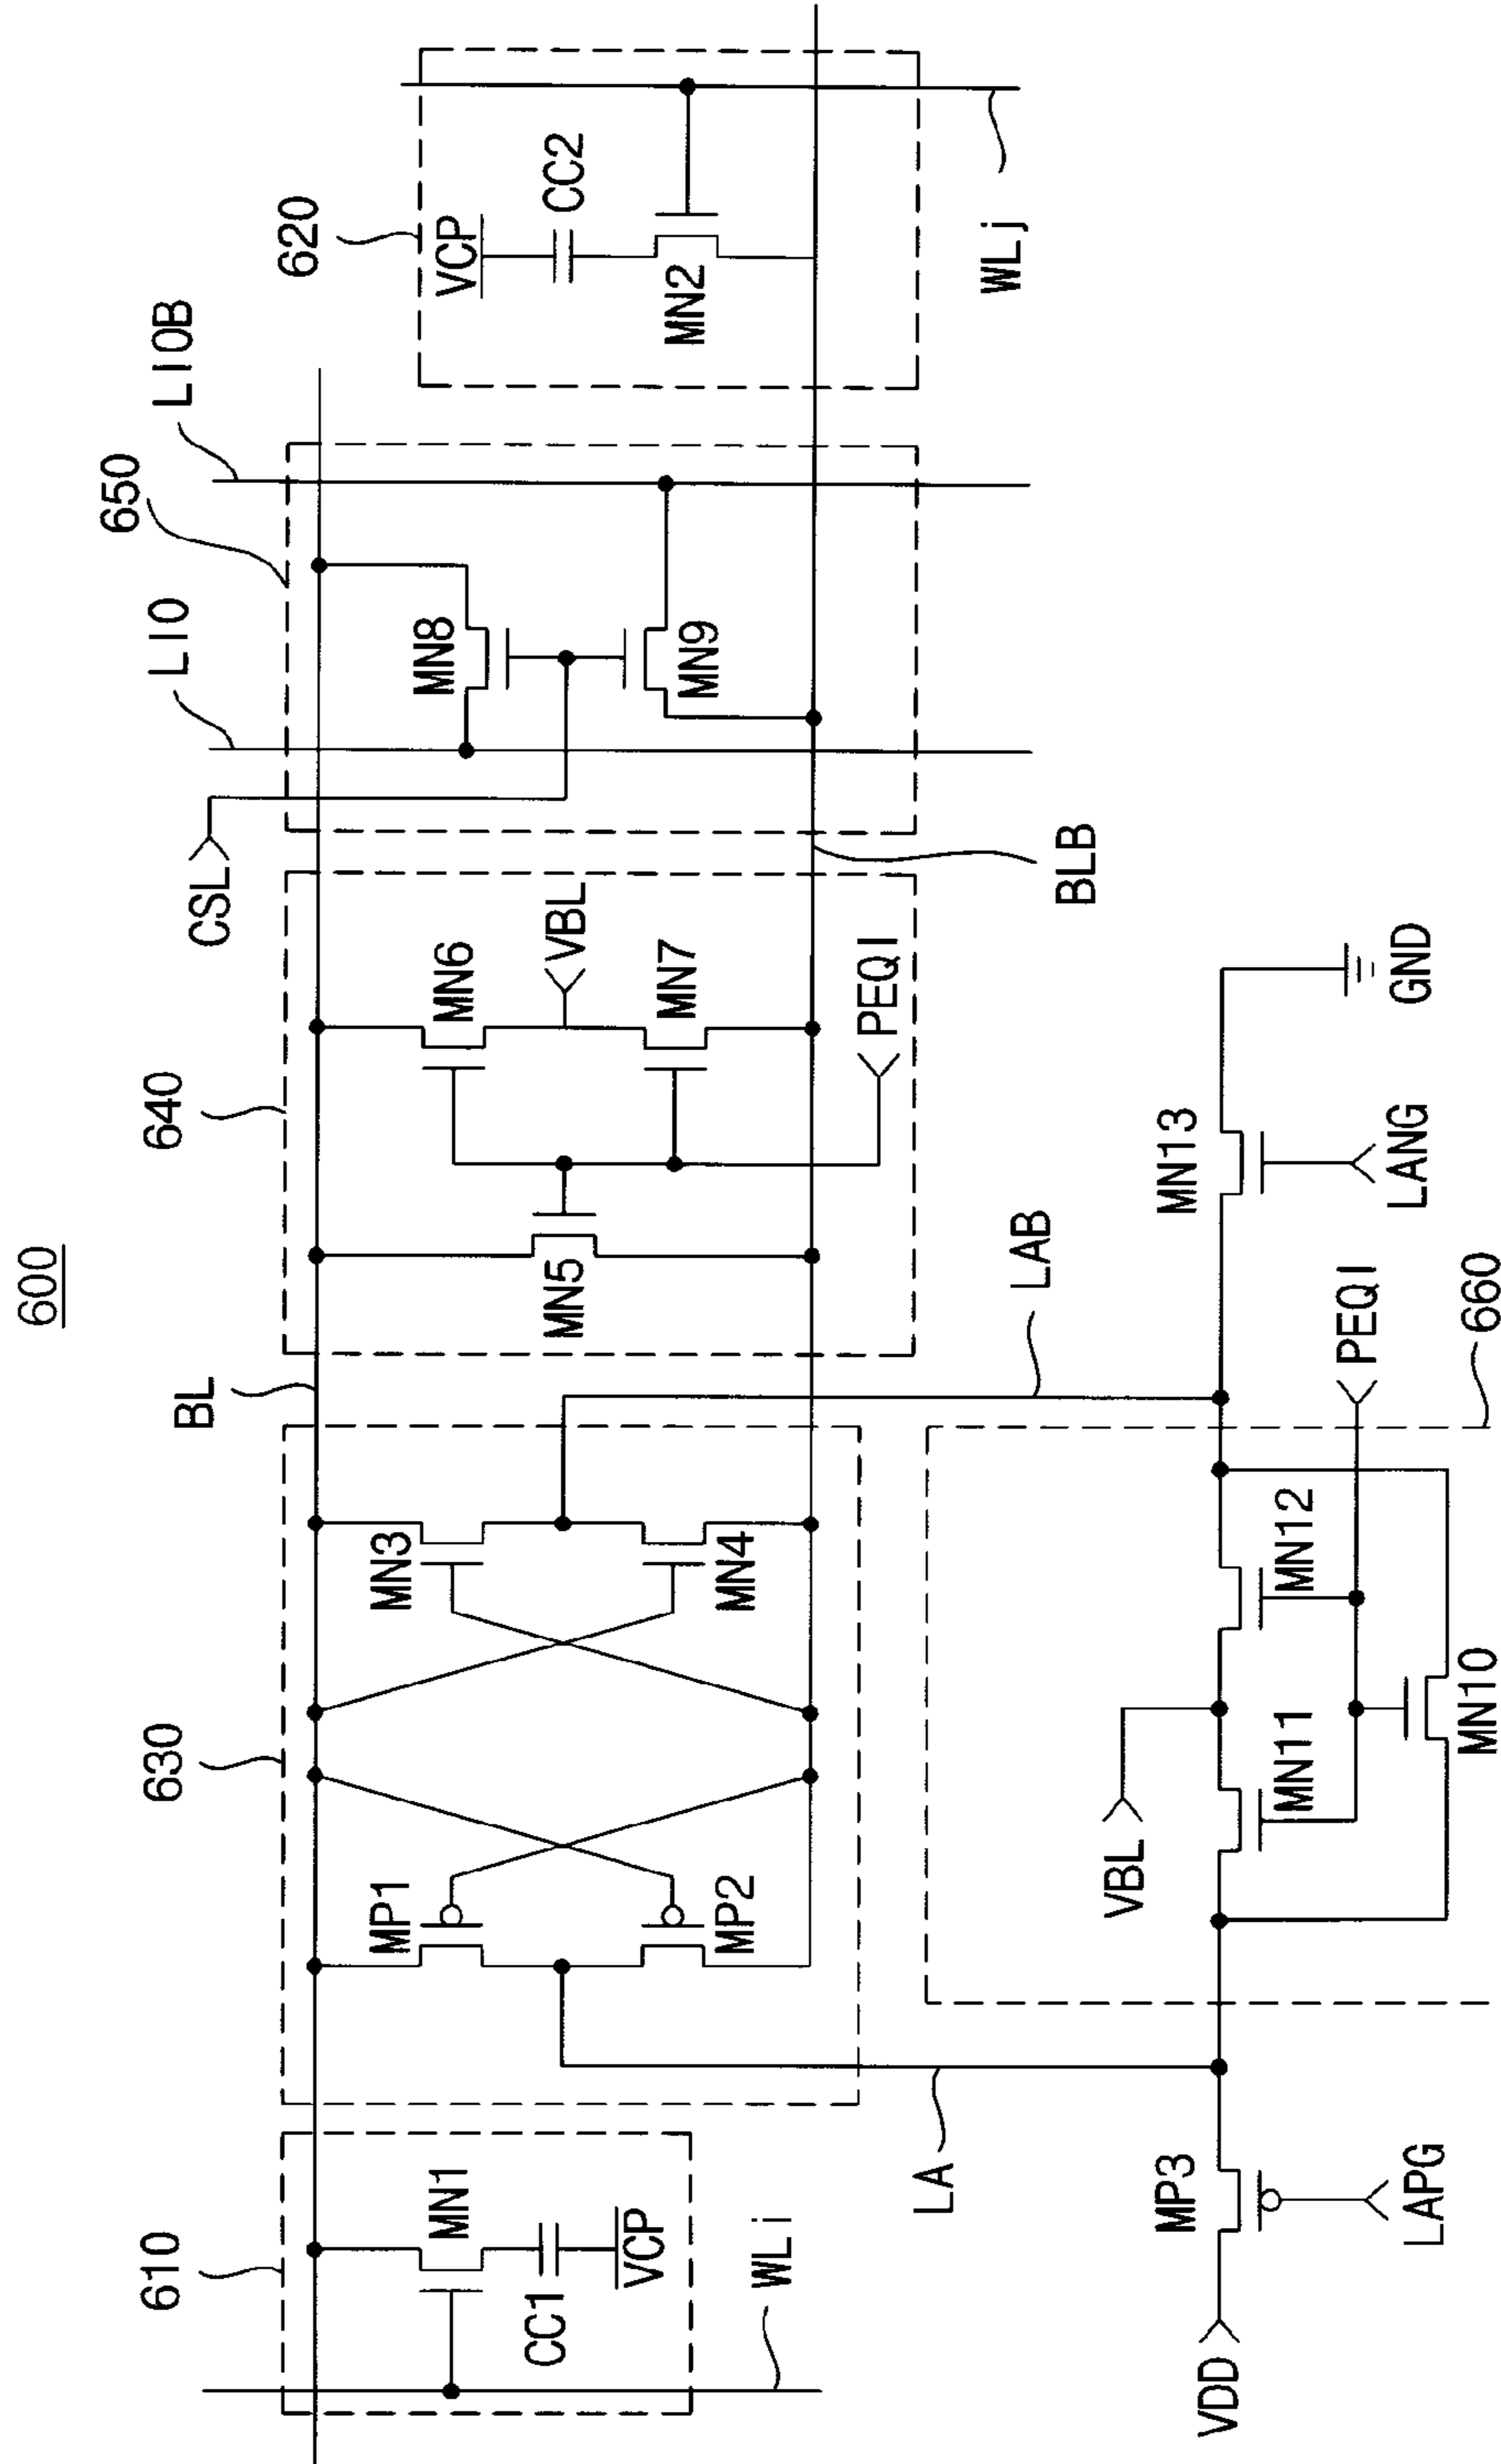 600
610
630
BL
640
CSL
LIO
650
LIOB
620
MN1
CC1
VCP
WLi
MP1
MP2
MN3
MN4
MN5
MN6
VBL
MN7
PEQI
MN8
MN9
VCP
CC2
MN2
WLj
LA
LAB
BLB
VDD
MP3
LAPG
VBL
MN11
MN12
MN10
PEQI
660
MN13
LANG
GND